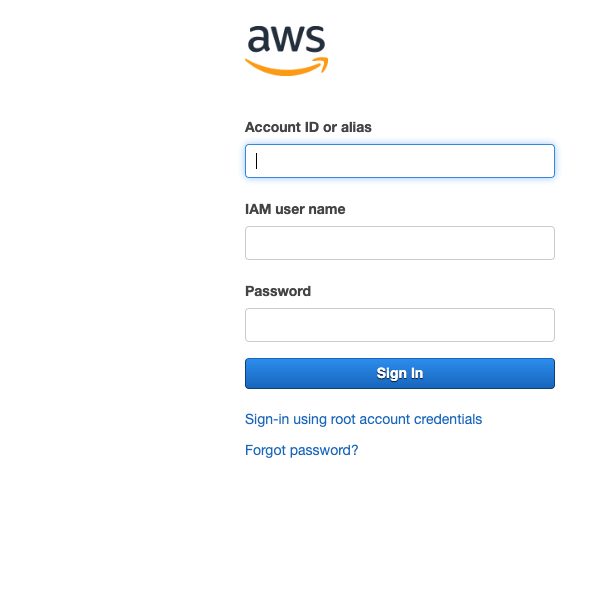 aws
Account ID or alias
IAM user name
Password
Sign In
Sign-in using root account credentials
Forgot password?